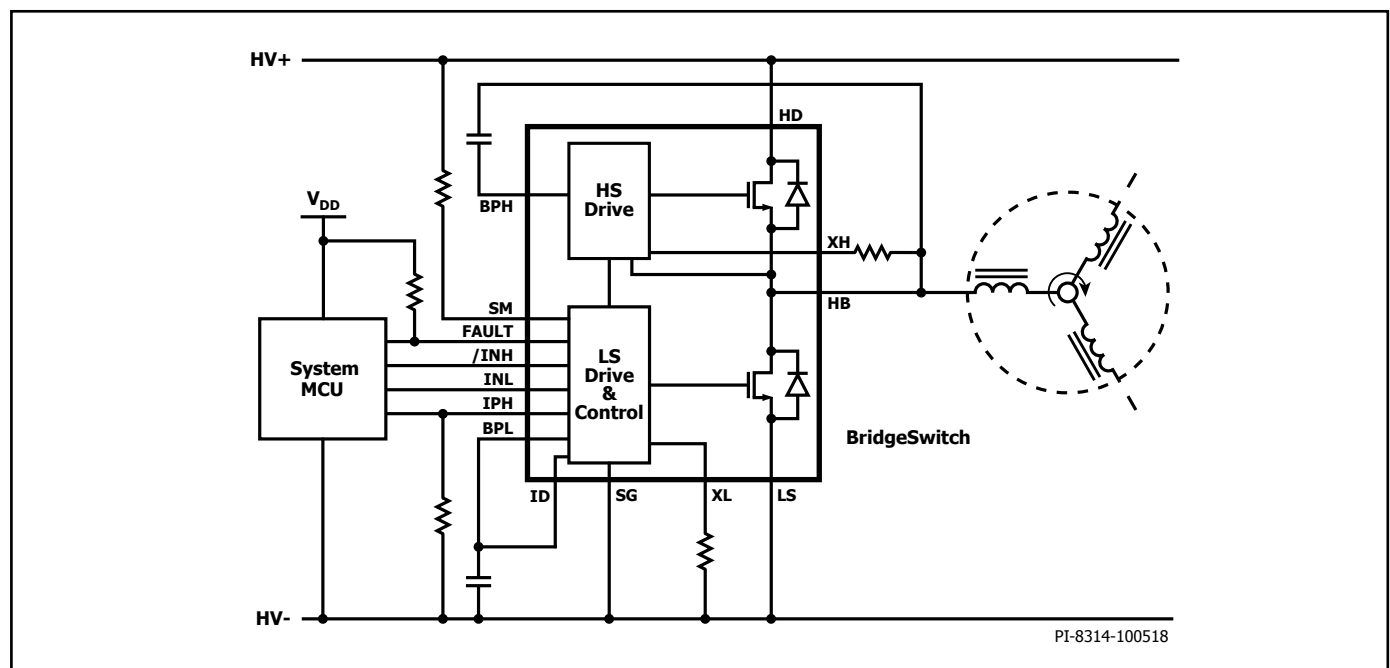 HV+
HD
BPH
HS
Drive
XH
V_DD
HB
SM
FAULT
/INH
INL
IPH
BPL
System
MCU
LS
Drive
&
Control
BridgeSwitch
ID
SG
XL
LS
HV-
PI-8314-100518